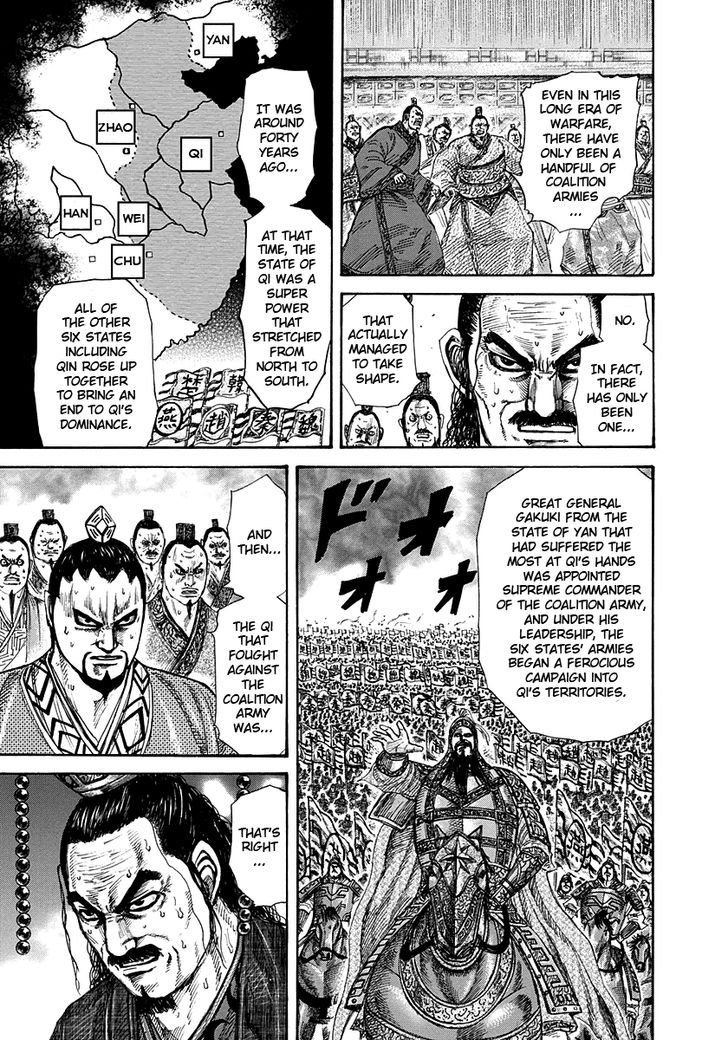 EVEN IN THIS
LONG ERA OF
WARFARE,
THERE HAVE
ONLY BEEN A
HANDFUL OF
COALITION
ARMIES
...
IT WAS
AROUND
FORTY
YEARS
AGO...
YAN
ZHAO
QI
HAN
WEI
CHU
AT THAT
TIME, THE
STATE OF
QI WAS A
SUPER
POWER
THAT
STRETCHED
FROM
NORTH TO
SOUTH.
ALL OF
THE OTHER
SIX STATES
INCLUDING
QIN ROSE UP
TOGETHER
TO BRING AN
END TO QI'S
DOMINANCE.
楚 韓
燕 趙 秦 魏
THAT
ACTUALLY
MANAGED
TO TAKE
SHAPE.
NO.
IN FACT,
THERE
HAS ONLY
BEEN
ONE...
GREAT GENERAL
GAKUKI FROM THE
STATE OF YAN THAT
HAD SUFFERED THE
MOST AT QI'S HANDS
WAS APPOINTED
SUPREME COMMANDER
OF THE COALITION ARMY,
AND UNDER HIS
LEADERSHIP, THE
SIX STATES' ARMIES
BEGAN A FEROCIOUS
CAMPAIGN INTO
QI'S TERRITORIES.
ドオオ
AND
THEN...
THE QI
THAT
FOUGHT
AGAINST
THE
COALITION
ARMY
WAS...
THAT'S
RIGHT
...